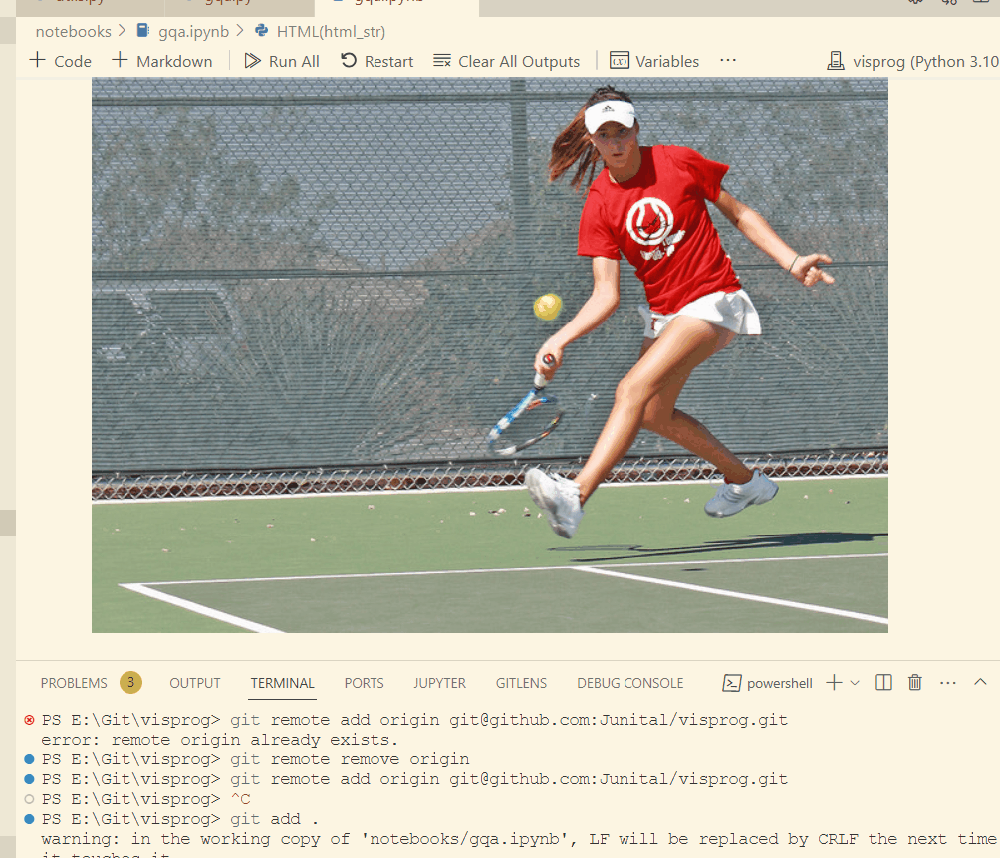 notebooks > gqa.ipynb > HTML(html_str)
+ Code + Markdown Run All Restart Clear All Outputs Variables ... visprog (Python 3.10
PROBLEMS 3 OUTPUT TERMINAL PORTS JUPYTER GITLENS DEBUG CONSOLE powershell
PS E:\Git\visprog> git remote add origin git@github.com:Junital/visprog.git
error: remote origin already exists.
PS E:\Git\visprog> git remote remove origin
PS E:\Git\visprog> git remote add origin git@github.com:Junital/visprog.git
PS E:\Git\visprog> ^C
PS E:\Git\visprog> git add .
warning: in the working copy of 'notebooks/gqa.ipynb', LF will be replaced by CRLF the next time
it touches it